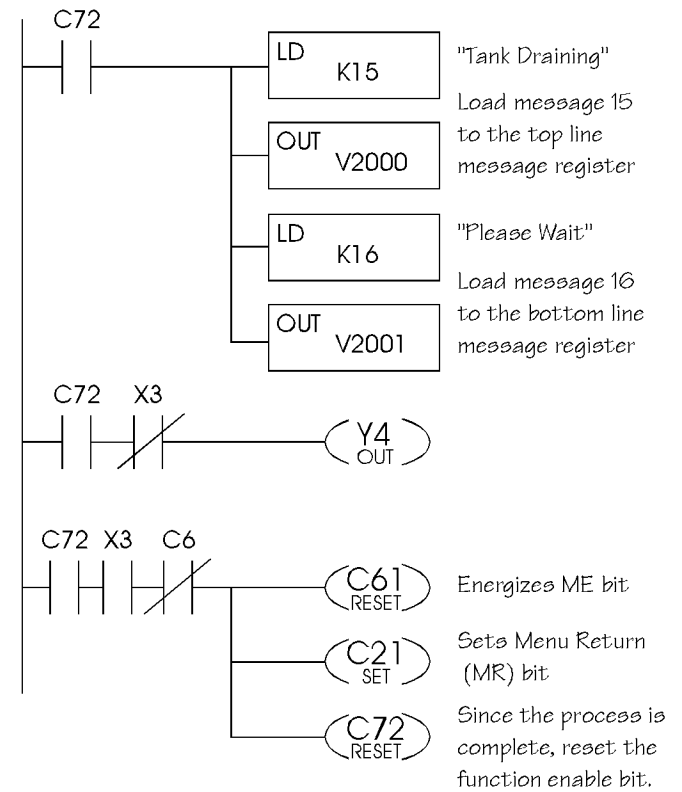 C72
LD
K15
"Tank Draining"
Load message 15
to the top line
message register
OUT
V2000
LD
K16
"Please Wait"
Load message 16
to the bottom line
message register
OUT
V2001
C72 X3
Y4
OUT
C72 X3 C6
C61
RESET
Energizes ME bit
C21
SET
Sets Menu Return
(MR) bit
C72
RESET
Since the process is
complete, reset the
function enable bit.